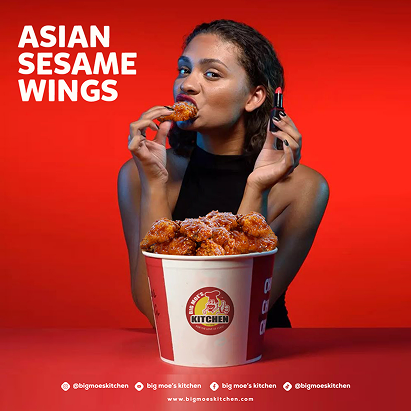 ASIAN
SESAME
WINGS
BIG MOE'S
KITCHEN
@bigmoeskitchen
big moe's kitchen
big moe's kitchen
@bigmoeskitchen
www.bigmoeskitchen.com